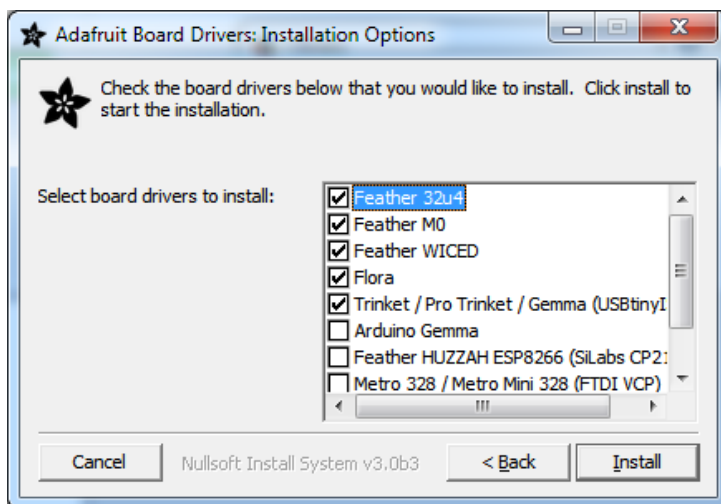 Adafruit Board Drivers: Installation Options
Check the board drivers below that you would like to install. Click install to
start the installation.
Select board drivers to install:
Feather 32u4
Feather M0
Feather WICED
Flora
Trinket / Pro Trinket / Gemma (USBtinyI
Arduino Gemma
Feather HUZZAH ESP8266 (SiLabs CP21
Metro 328 / Metro Mini 328 (FTDI VCP)
Cancel
Nullsoft Install System v3.0b3
< Back
Install